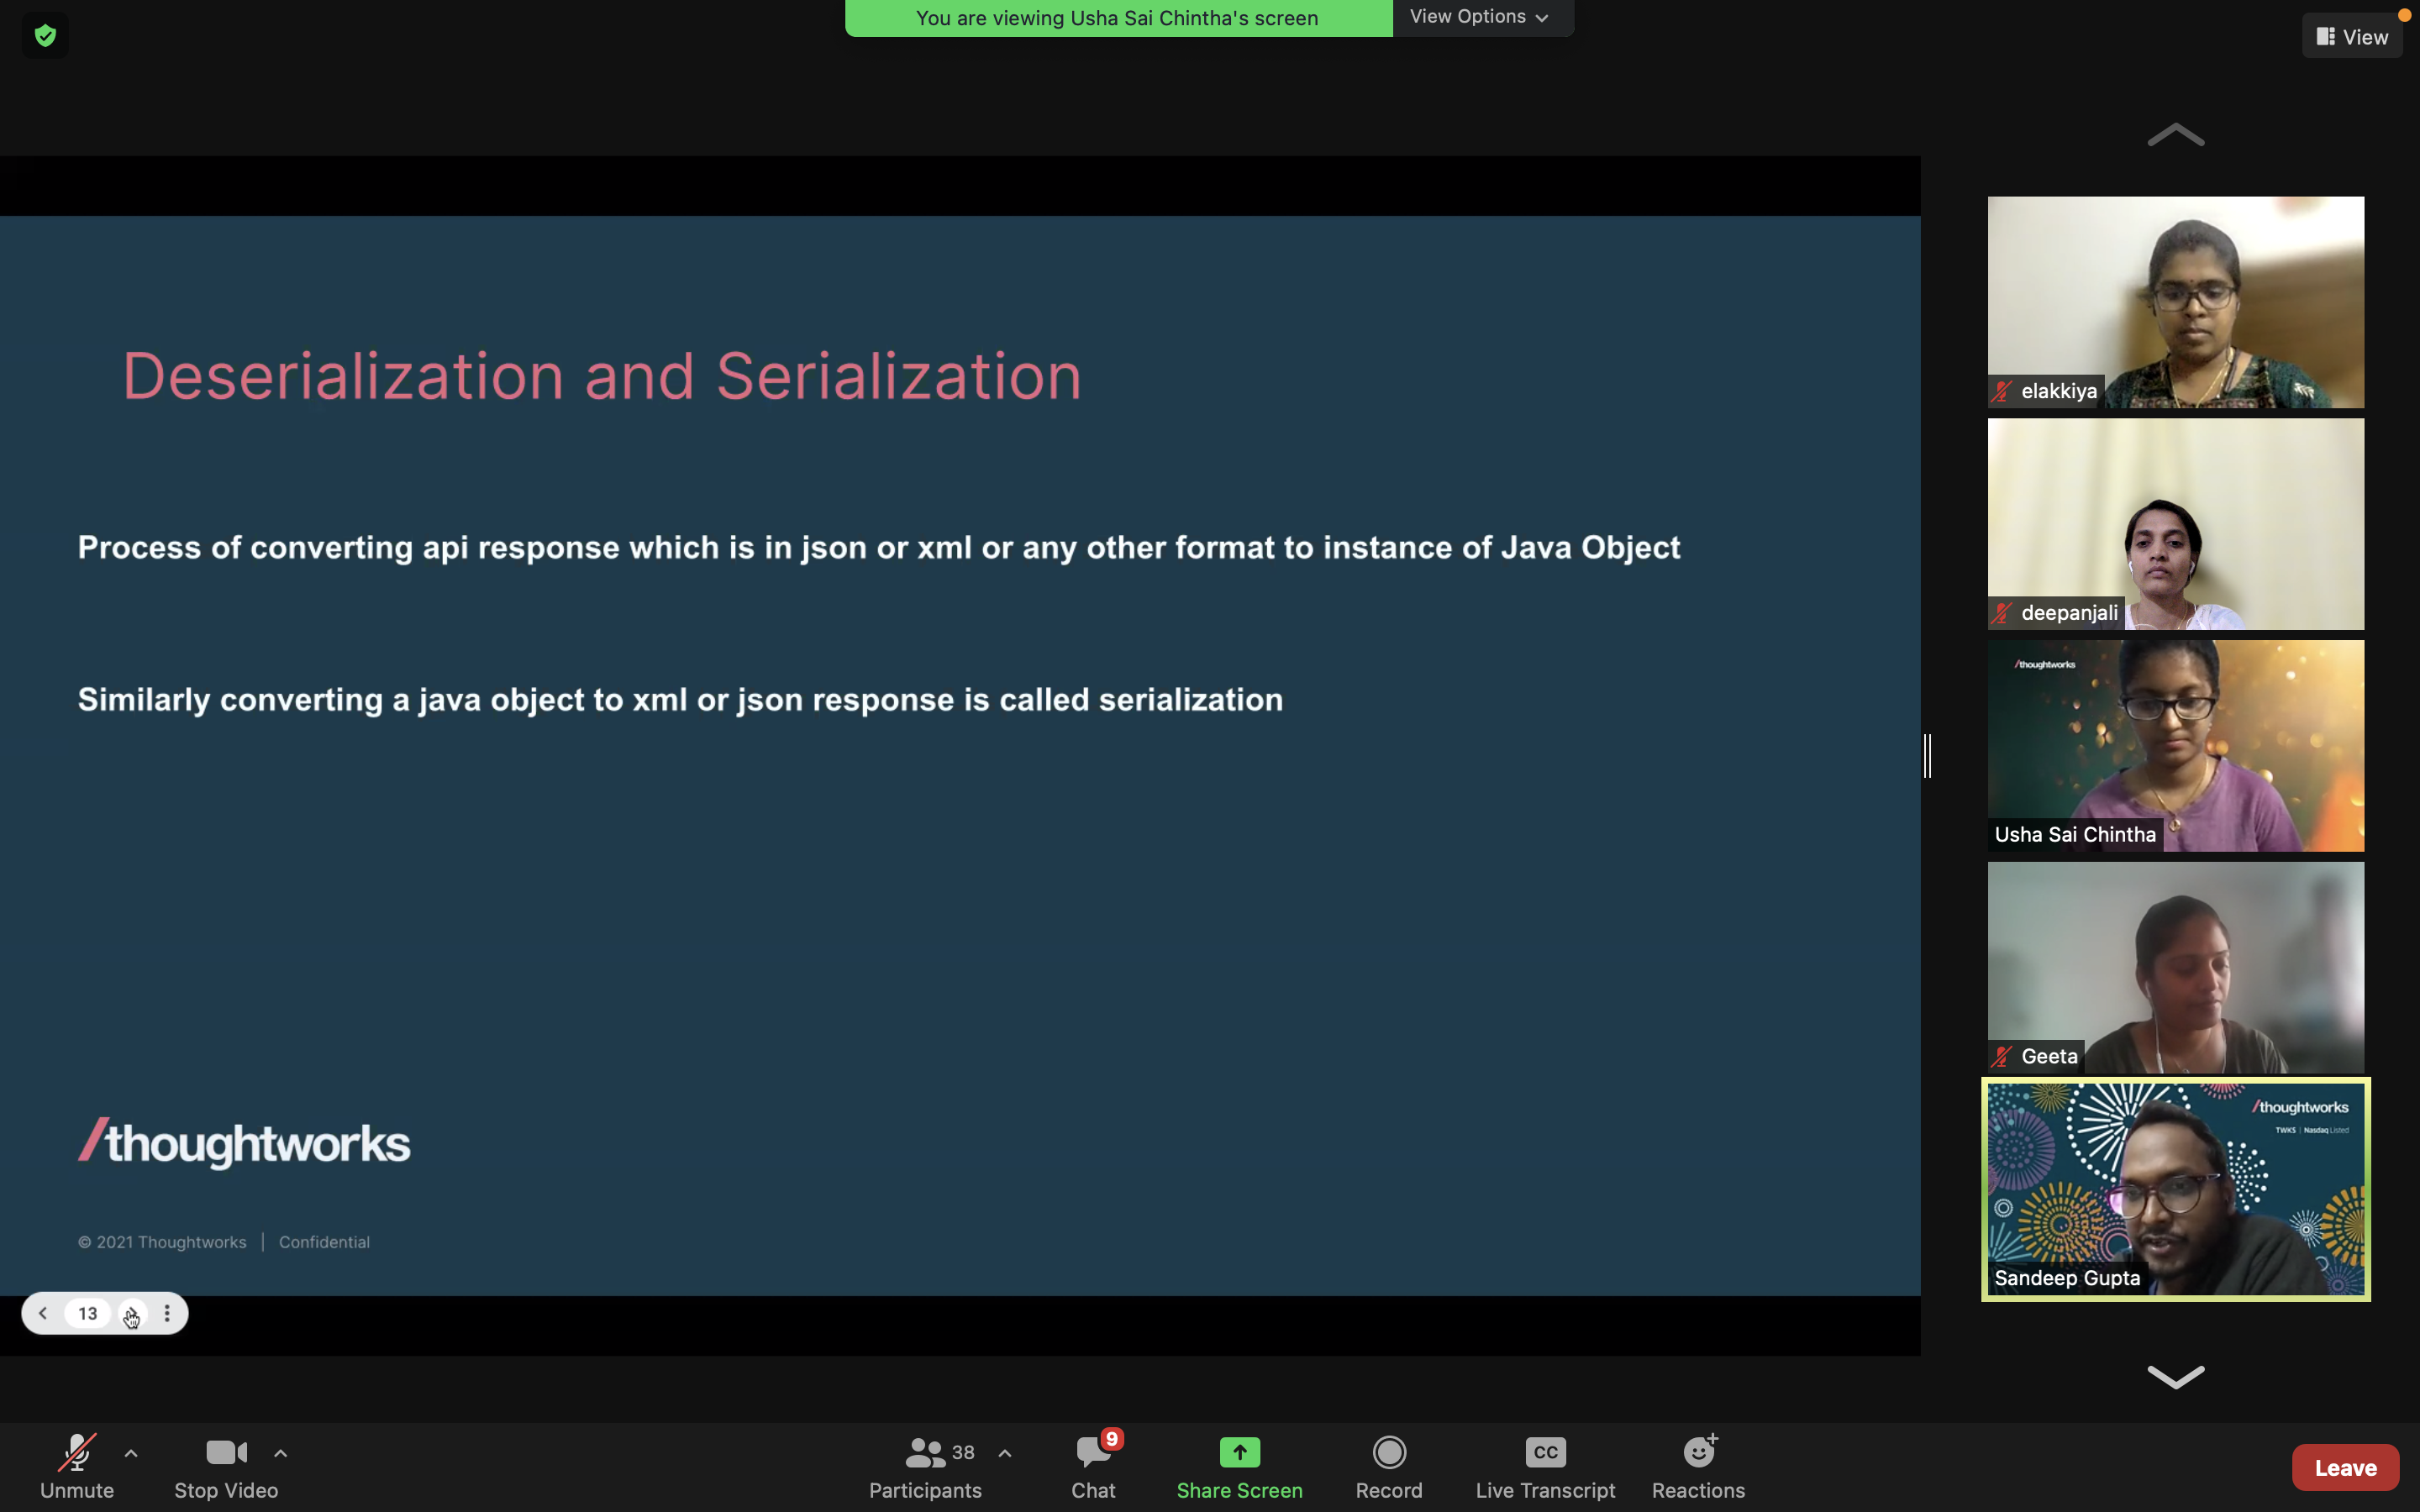 You are viewing Usha Sai Chintha's screen
View Options
View
Deserialization and Serialization
Process of converting api response which is in json or xml or any other format to instance of Java Object
Similarly converting a java object to xml or json response is called serialization
/thoughtworks
© 2021 Thoughtworks | Confidential
13
elakkiya
deepanjali
/thoughtworks
Usha Sai Chintha
Geeta
/thoughtworks
TWKS | Nasdaq Listed
Sandeep Gupta
Unmute
Stop Video
38
Participants
9
Chat
Share Screen
Record
CC
Live Transcript
Reactions
Leave